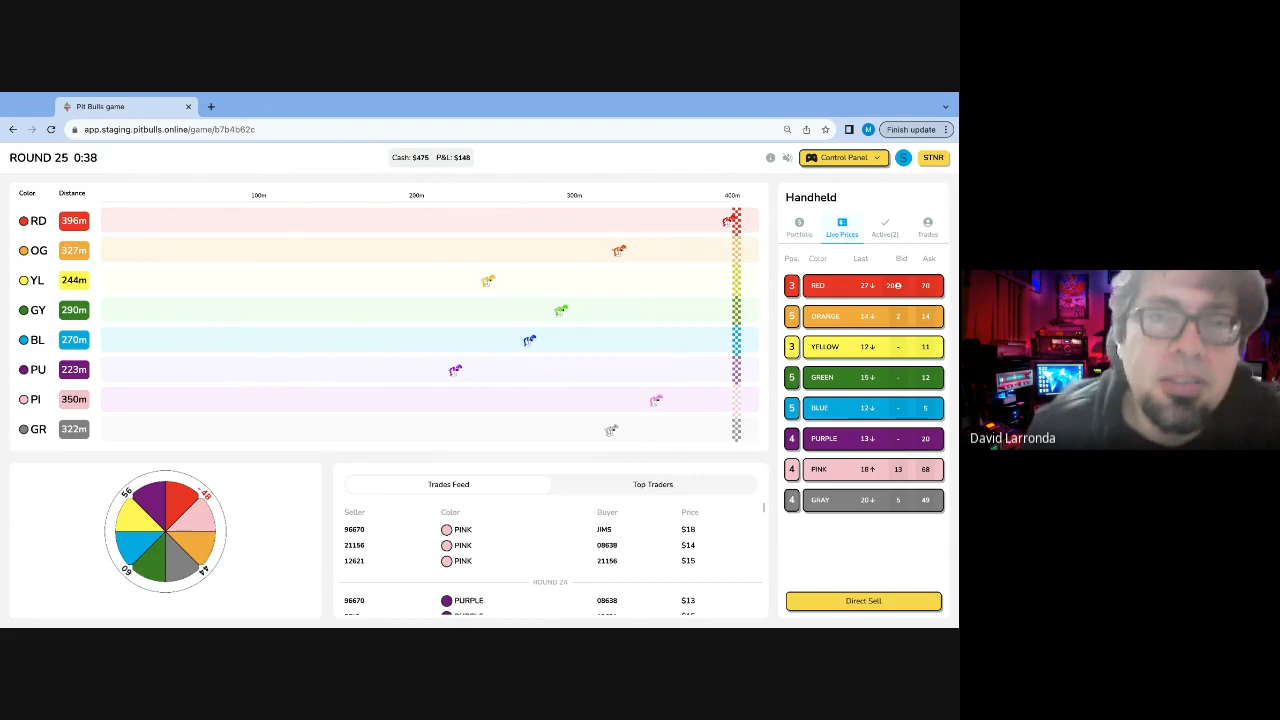 Pit Bulls game
app.staging.pitbulls.online/game/b7b4b62c
M
Finish update
ROUND 25 0:38
Cash: $475 P&L: $148
Control Panel
S
STNR
Color Distance 100m 200m 300m 400m
RD 396m
OG 327m
YL 244m
GY 290m
BL 270m
PU 223m
PI 350m
GR 322m
56 -48
60 44
Trades Feed Top Traders
Seller Color Buyer Price
96670 PINK JIMS $18
21156 PINK 08638 $14
12621 PINK 21156 $15
ROUND 24
96670 PURPLE 08638 $13
Handheld
Portfolio Live Prices Active(2) Trades
Pos. Color Last Bid Ask
3 RED 27↓ 20 70
5 ORANGE 14↓ 2 14
3 YELLOW 12↓ - 11
5 GREEN 15↓ - 12
5 BLUE 12↓ - 5
4 PURPLE 13↓ - 20
4 PINK 18↑ 13 68
4 GRAY 20↓ 5 49
Direct Sell
David Larronda